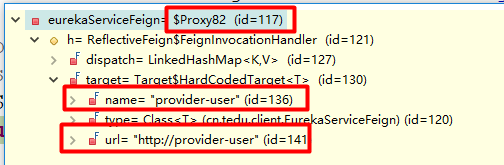 eurekaServiceFeign= $Proxy82 (id=117)
h= ReflectiveFeign$FeignInvocationHandler (id=121)
dispatch= LinkedHashMap<K,V> (id=127)
target= Target$HardCodedTarget<T> (id=130)
name= "provider-user" (id=136)
type= Class<T> (cn.tedu.client.EurekaServiceFeign) (id=120)
url= "http://provider-user" (id=141